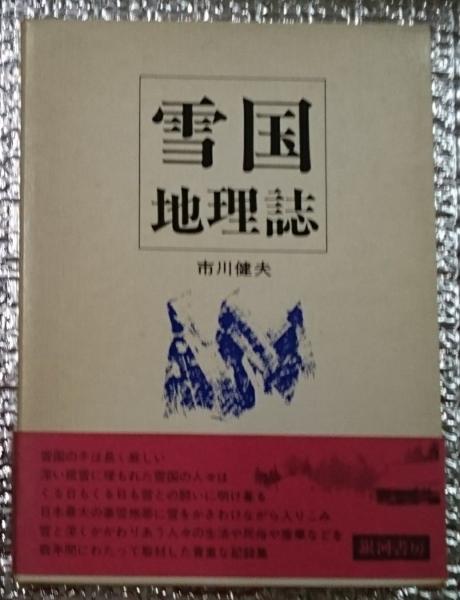 雪国
地理誌
市川健夫
雪国の冬は長く厳しい
深い根雪に埋もれた雪国の人々は
くる日もくる日も雪との闘いに明け暮る
日本最大の豪雪地帯に雪をかきわけながら入りこみ
雪と深くかかわりあう人々の生活や民俗や産業などを
数年間にわたって取材した貴重な記録集
銀河書房